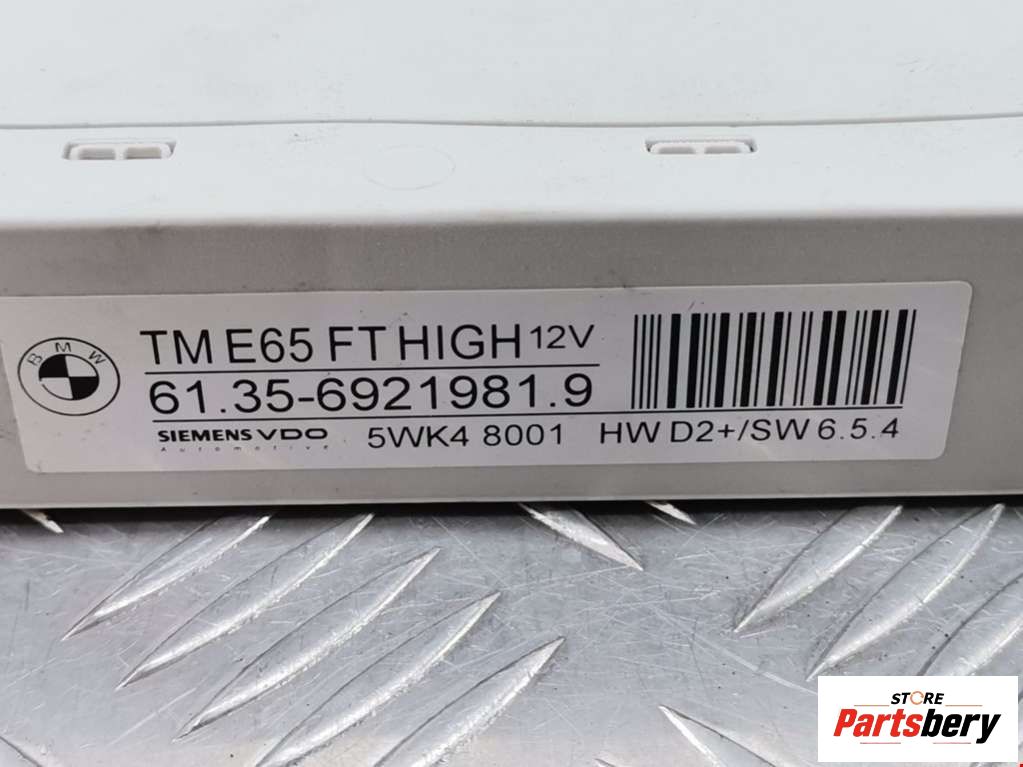 BMW
TM E65 FT HIGH 12V
61.35-6921981.9
SIEMENS VDO 5WK4 8001 HW D2+/SW 6.5.4
Automotive
STORE
Partsbery